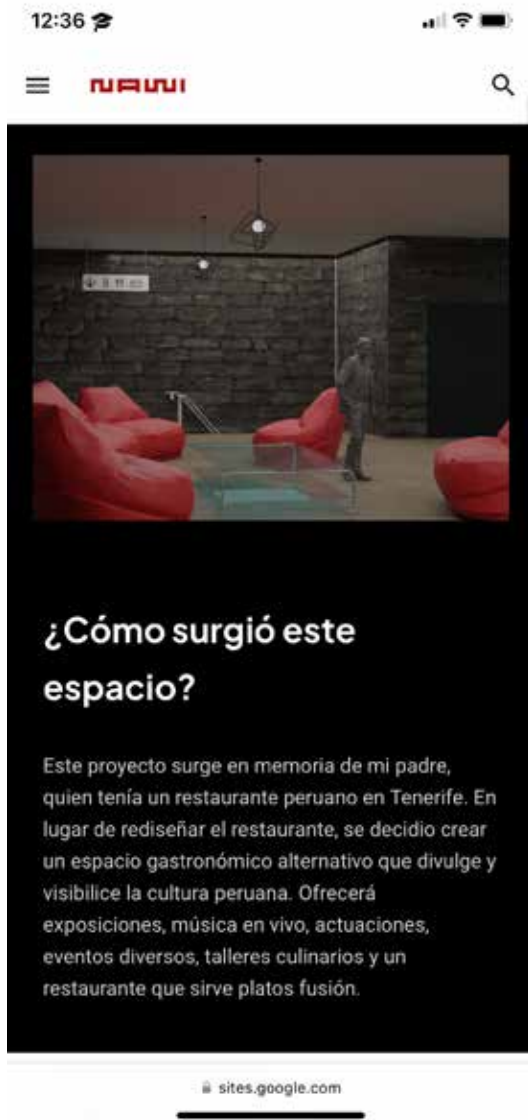 12:36
NAWI
¿Cómo surgió este
espacio?
Este proyecto surge en memoria de mi padre,
quien tenía un restaurante peruano en Tenerife. En
lugar de rediseñar el restaurante, se decidio crear
un espacio gastronómico alternativo que divulge y
visibilice la cultura peruana. Ofrecerá
exposiciones, música en vivo, actuaciones,
eventos diversos, talleres culinarios y un
restaurante que sirve platos fusión.
sites.google.com